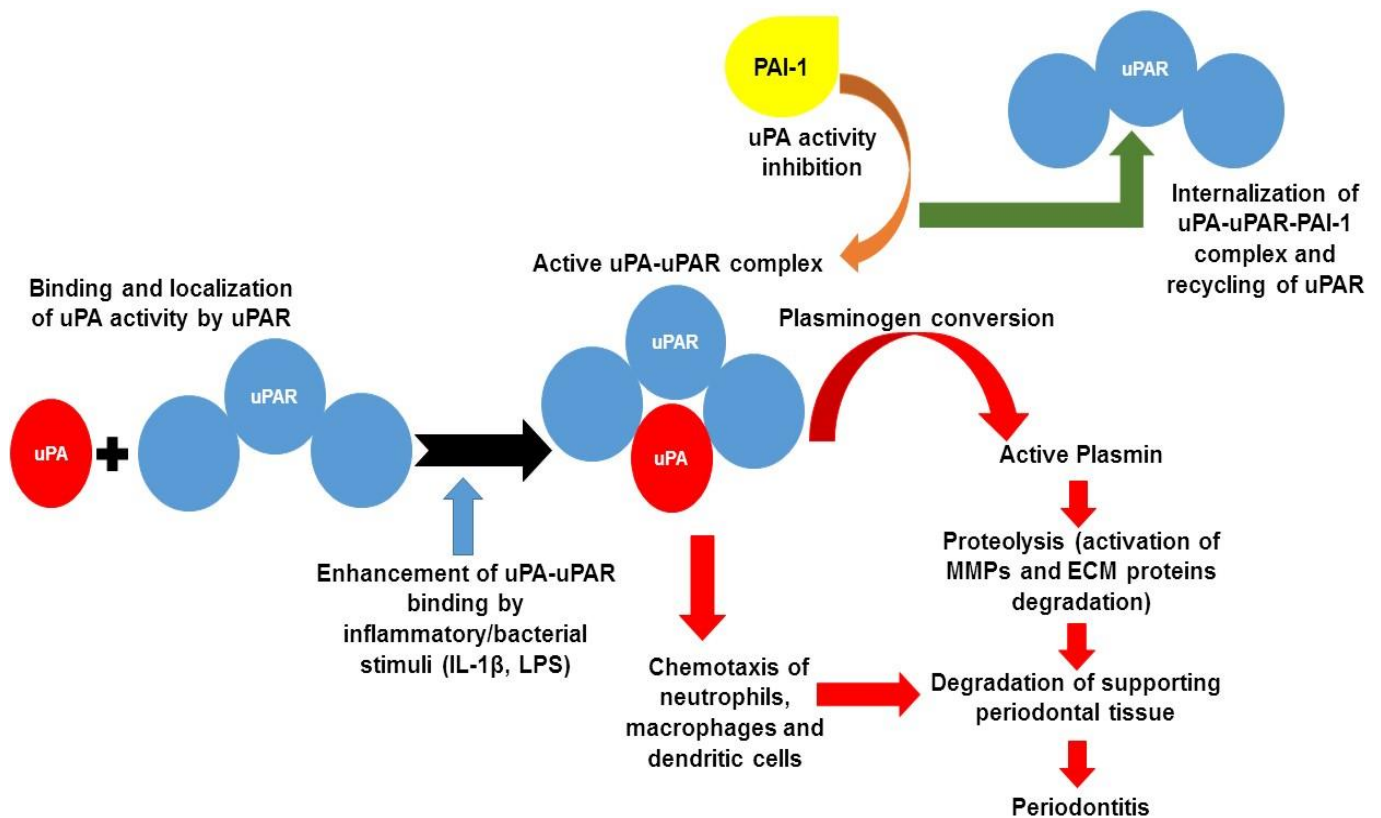 PAI-1
uPAR
uPA activity
inhibition
Internalization of
uPA-uPAR-PAI-1
complex and
recycling of uPAR
Active uPA-uPAR complex
Binding and localization
of uPA activity by uPAR
Plasminogen conversion
uPAR
uPAR
uPA
uPA
Active Plasmin
Enhancement of uPA-uPAR
binding by
inflammatory/bacterial
stimuli (IL-1β, LPS)
Proteolysis (activation of
MMPs and ECM proteins
degradation)
Chemotaxis of
neutrophils,
macrophages and
dendritic cells
Degradation of supporting
periodontal tissue
Periodontitis